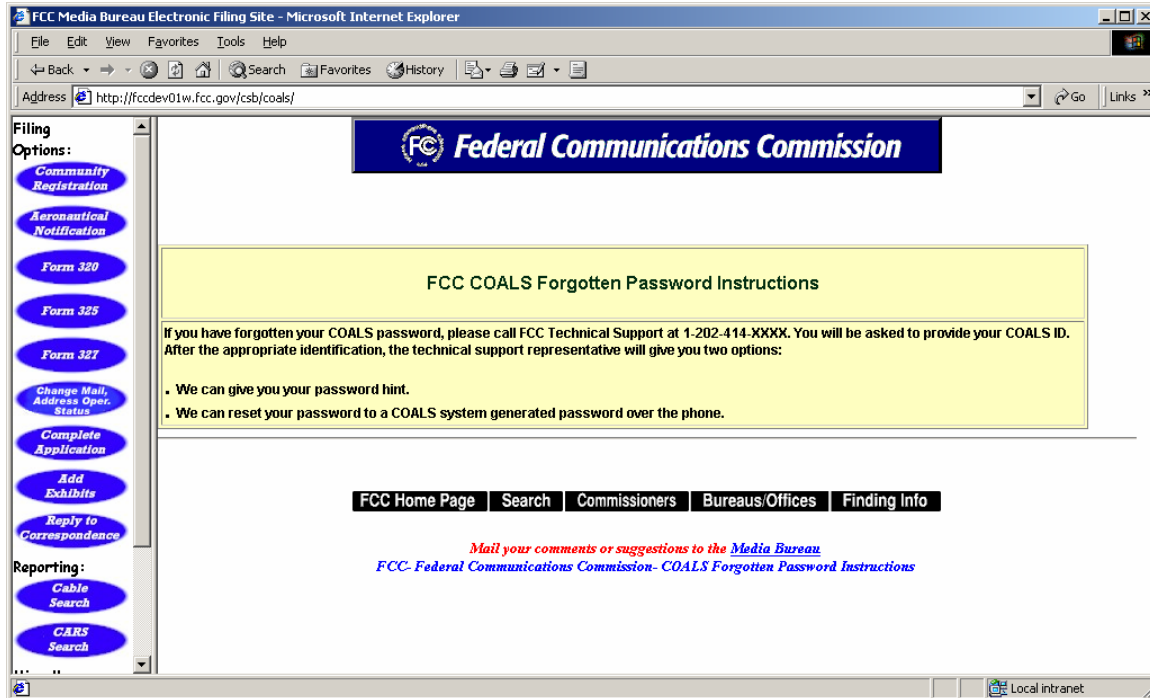 FCC Media Bureau Electronic Filing Site - Microsoft Internet Explorer
File Edit View Favorites Tools Help
Back Search Favorites History
Address http://fccdev01w.fcc.gov/csb/coals/ Go Links »
Filing
Options:
Community
Registration
Aeronautical
Notification
Form 320
Form 325
Form 327
Change Mail,
Address Oper.
Status
Complete
Application
Add
Exhibits
Reply to
Correspondence
Reporting:
Cable
Search
CARS
Search
FC Federal Communications Commission
FCC COALS Forgotten Password Instructions
If you have forgotten your COALS password, please call FCC Technical Support at 1-202-414-XXXX. You will be asked to provide your COALS ID.
After the appropriate identification, the technical support representative will give you two options:
. We can give you your password hint.
. We can reset your password to a COALS system generated password over the phone.
FCC Home Page | Search | Commissioners | Bureaus/Offices | Finding Info
Mail your comments or suggestions to the Media Bureau
FCC- Federal Communications Commission- COALS Forgotten Password Instructions
Local intranet